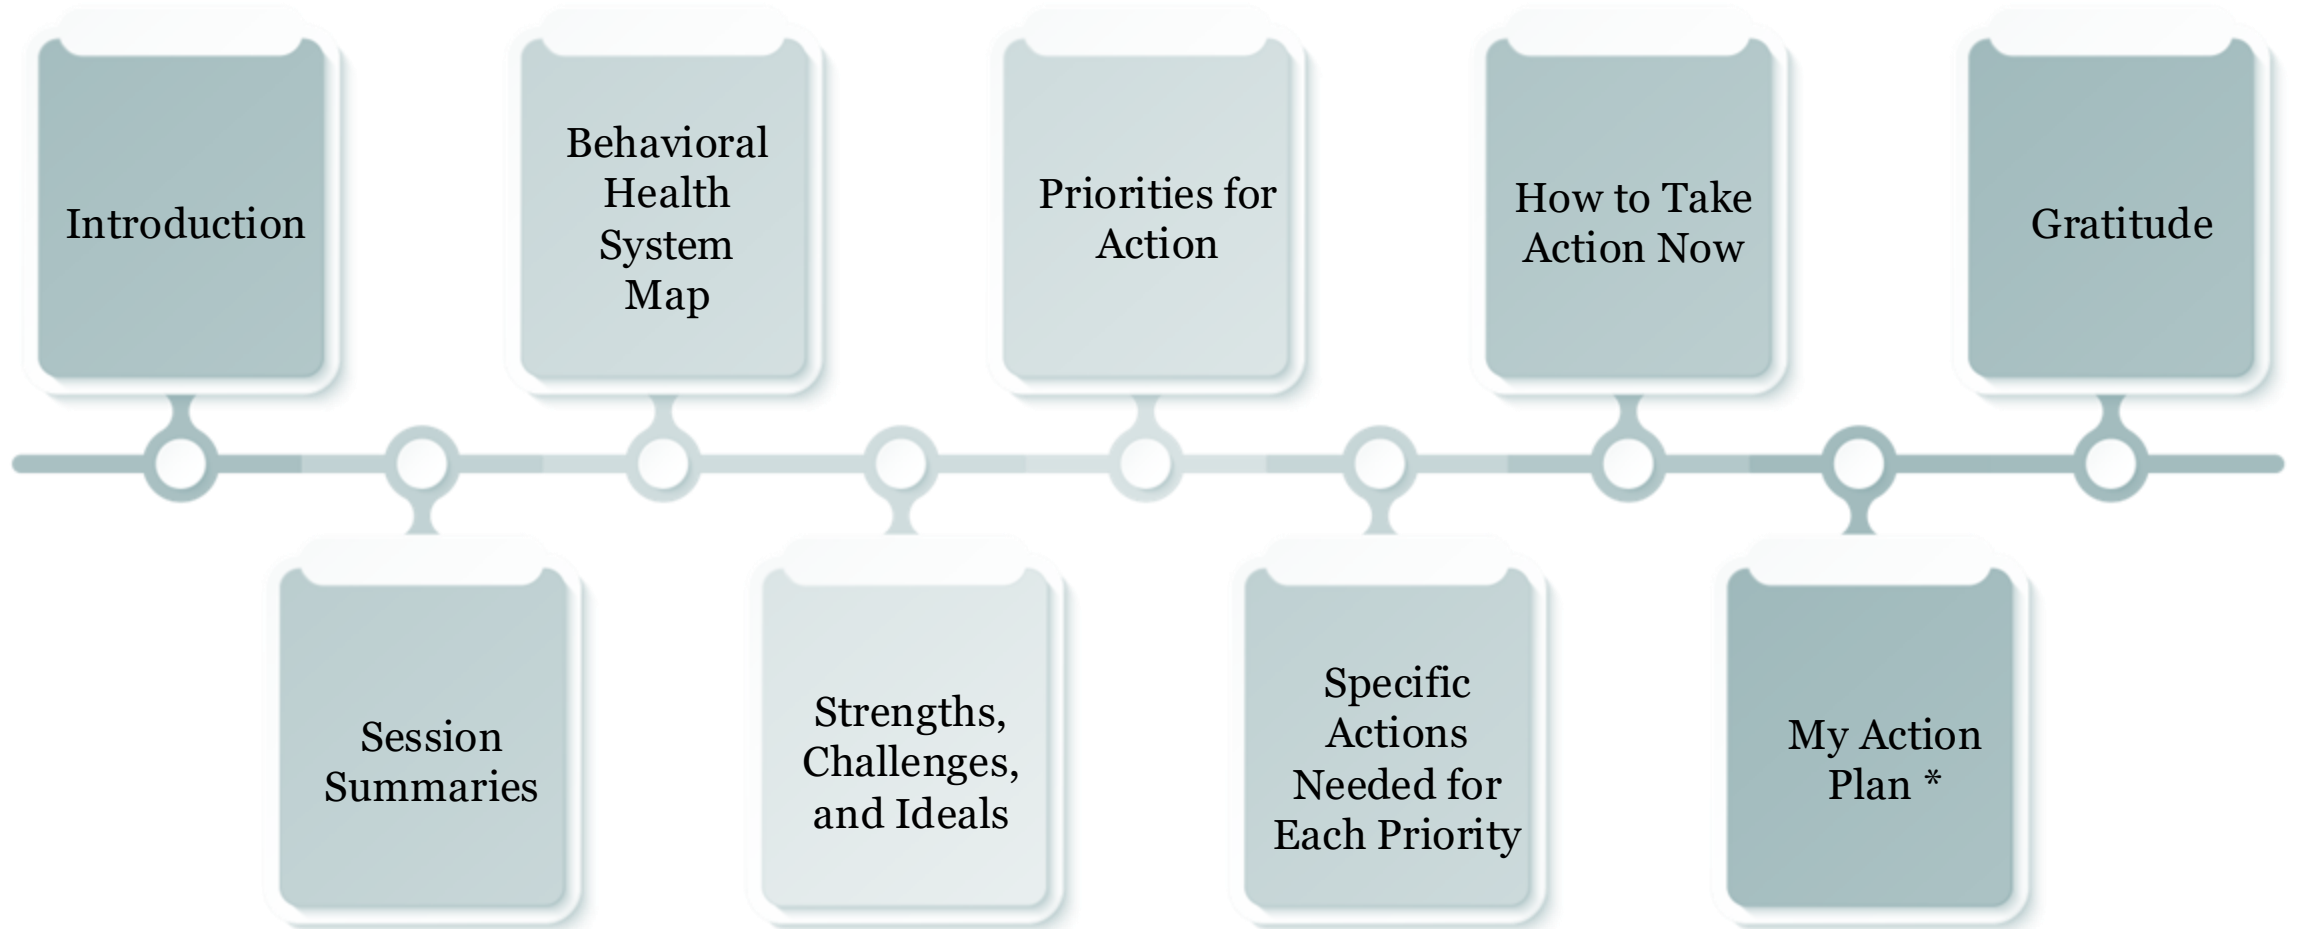 Introduction
Session
Summaries
Behavioral
Health
System
Map
Strengths,
Challenges,
and Ideals
Priorities for
Action
Specific
Actions
Needed for
Each Priority
How to Take
Action Now
My Action
Plan *
Gratitude